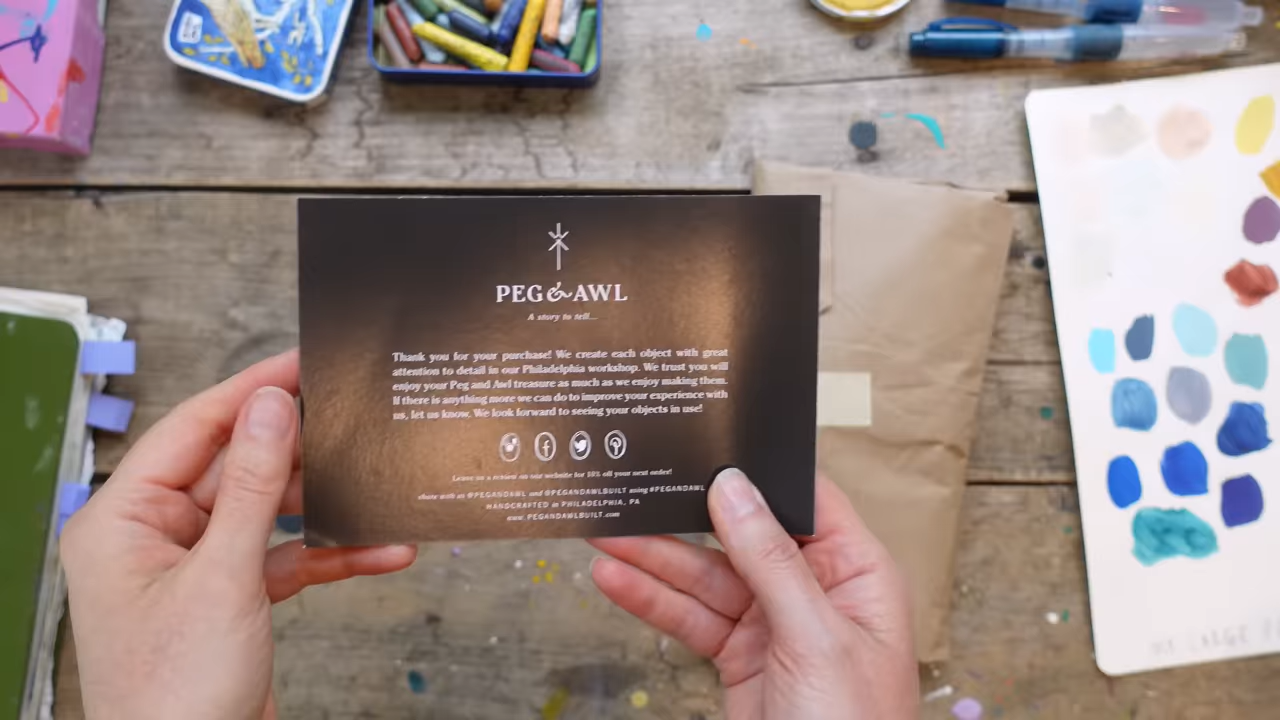 PEG & AWL
A story to tell...
Thank you for your purchase! We create each object with great
attention to detail in our Philadelphia workshop. We trust you will
enjoy your Peg and Awl treasure as much as we enjoy making them.
If there is anything more we can do to improve your experience with
us, let us know. We look forward to seeing your objects in use!
Leave us a review on our website for 10% off your next order!
share with us @PEGANDAWL and @PEGANDAWLBUILT using #PEGANDAWL
HANDCRAFTED in PHILADELPHIA, PA
www.PEGANDAWLBUILT.com
LARGE